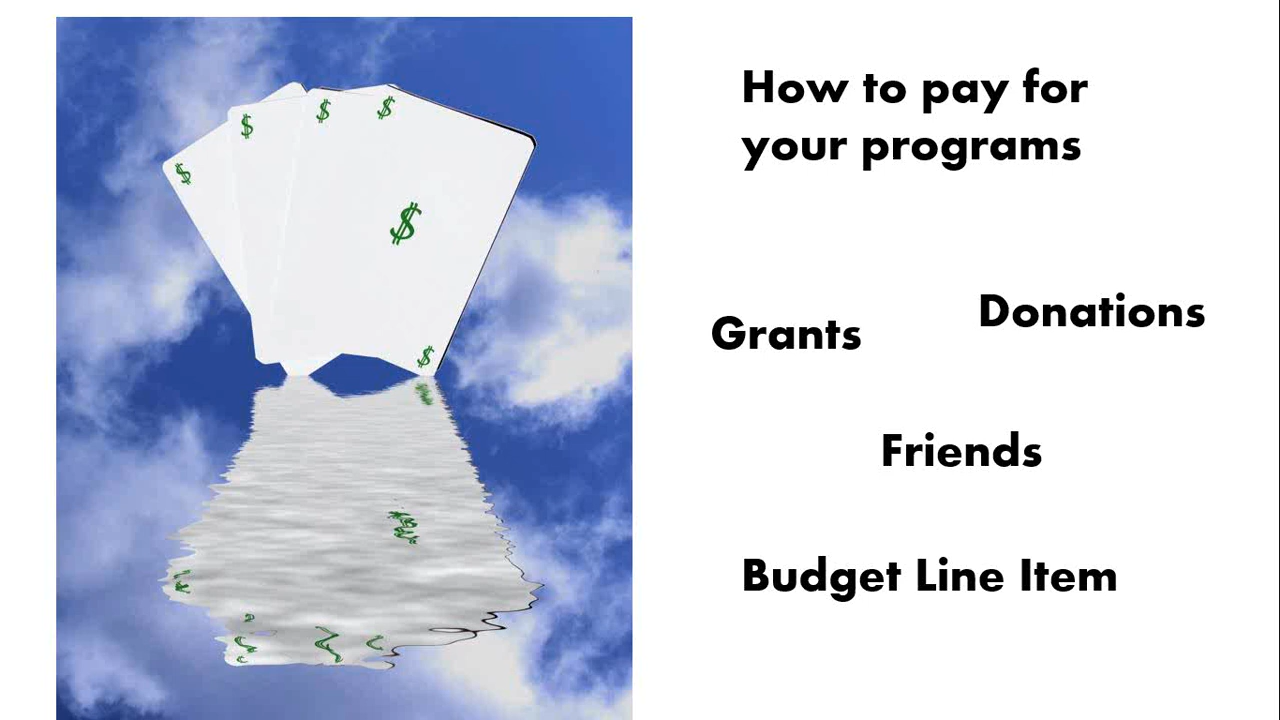 $ $ $ $
$
$
How to pay for
your programs
Donations
Grants
Friends
Budget Line Item